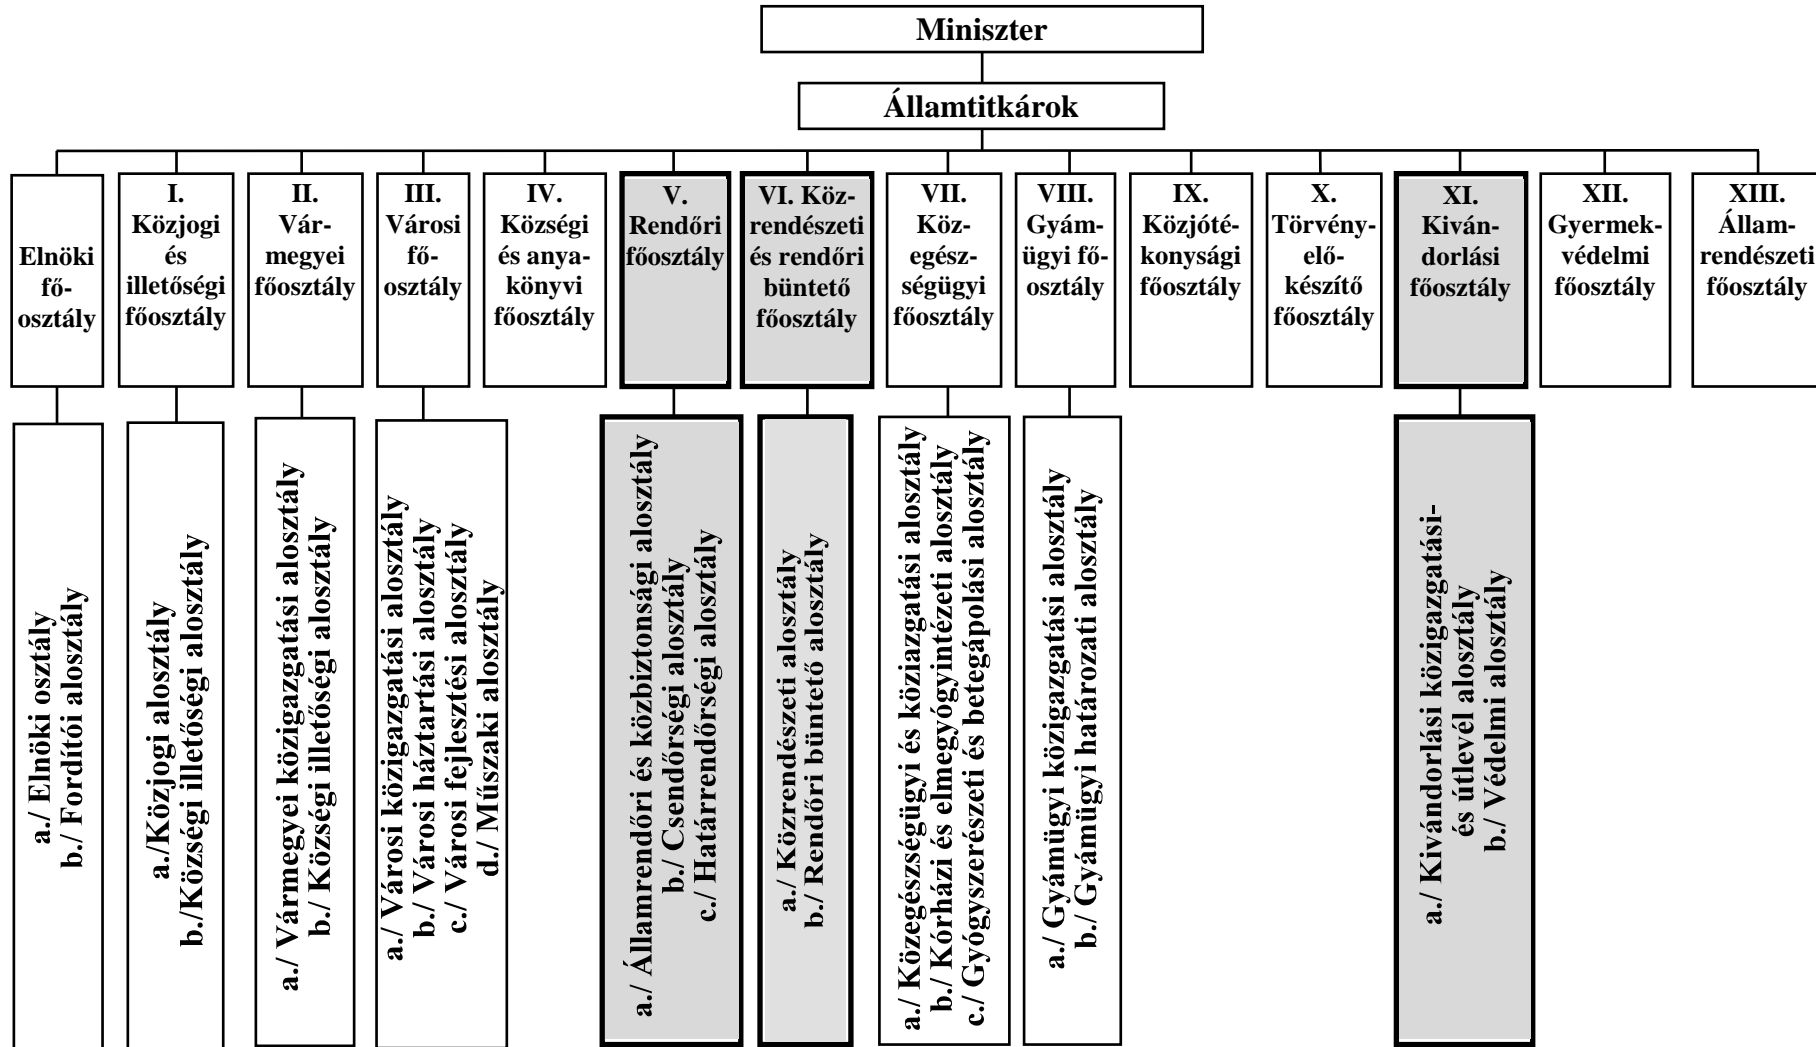 Miniszter
Államtitkárok
Elnöki
fő-
osztály
I.
Közjogi
és
illetőségi
főosztály
II.
Vár-
megyei
főosztály
III.
Városi
fő-
osztály
IV.
Községi
és anya-
könyvi
főosztály
V.
Rendőri
főosztály
VI. Köz-
rendészeti
és rendőri
büntető
főosztály
VII.
Köz-
egész-
ségügyi
főosztály
VIII.
Gyám-
ügyi fő-
osztály
IX.
Közjóté-
konysági
főosztály
X.
Törvény-
elő-
készítő
főosztály
XI.
Kiván-
dorlási
főosztály
XII.
Gyermek-
védelmi
főosztály
XIII.
Állam-
rendészeti
főosztály
a./ Elnöki osztály
b./ Fordítói alosztály
a./Közjogi alosztály
b./Községi illetőségi alosztály
a./ Vármegyei közigazgatási alosztály
b./ Községi illetőségi alosztály
a./ Városi közigazgatási alosztály
b./ Városi háztartási alosztály
c./ Városi fejlesztési alosztály
d./ Műszaki alosztály
a./ Államrendőri és közbiztonsági alosztály
b./ Csendőrségi alosztály
c./ Határrendőrségi alosztály
a./ Közrendészeti alosztály
b./ Rendőri büntető alosztály
a./ Közegészségügyi és köziazgatási alosztály
b./ Kórházi és elmegyógyintézeti alosztály
c./ Gyógyszerészeti és betegápolási alosztály
a./ Gyámügyi közigazgatási alosztály
b./ Gyámügyi határozati alosztály
a./ Kivándorlási közigazgatási-
és útlevél alosztály
b./ Védelmi alosztály